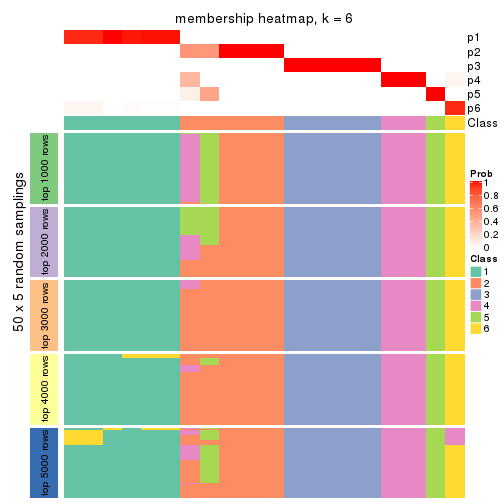 membership heatmap, k = 6
p1
p2
p3
p4
p5
p6
Class
50 x 5 random samplings
top 1000 rows
top 2000 rows
top 3000 rows
top 4000 rows
top 5000 rows
Prob
1
0.8
0.6
0.4
0.2
0
Class
1
2
3
4
5
6